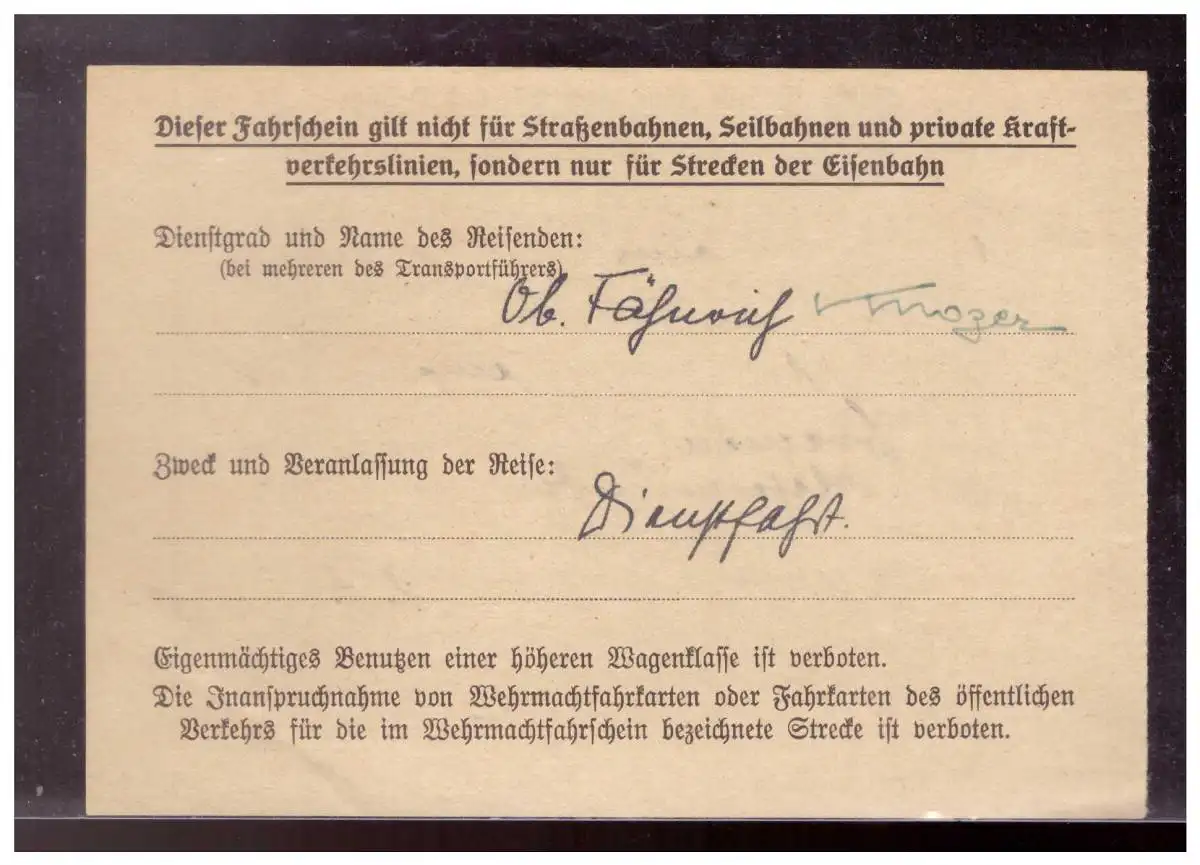 Dieser Fahrschein gilt nicht für Straßenbahnen, Seilbahnen und private Kraft-
verkehrslinien, sondern nur für Strecken der Eisenbahn
Dienstgrad und Name des Reisenden:
(bei mehreren des Transportführers)
Ob. Fähnrich
Zweck und Veranlassung der Reise:
Dienstfahrt.
Eigenmächtiges Benutzen einer höheren Wagenklasse ist verboten.
Die Inanspruchnahme von Wehrmachtfahrkarten oder Fahrkarten des öffentlichen
Verkehrs für die im Wehrmachtfahrschein bezeichnete Strecke ist verboten.